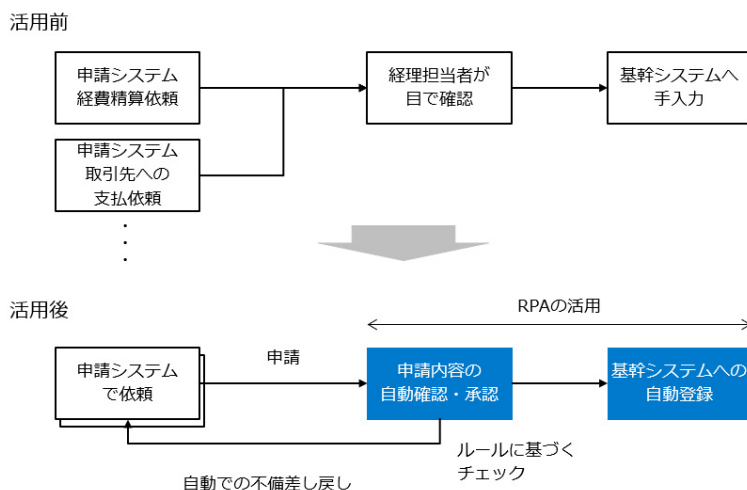 活用前
申請システム
経費精算依頼
経理担当者が
目で確認
基幹システムへ
手入力
申請システム
取引先への
支払依頼
・
・
・
活用後
RPAの活用
申請システム
で依頼
申請
申請内容の
自動確認・承認
基幹システムへの
自動登録
ルールに基づく
チェック
自動での不備差し戻し